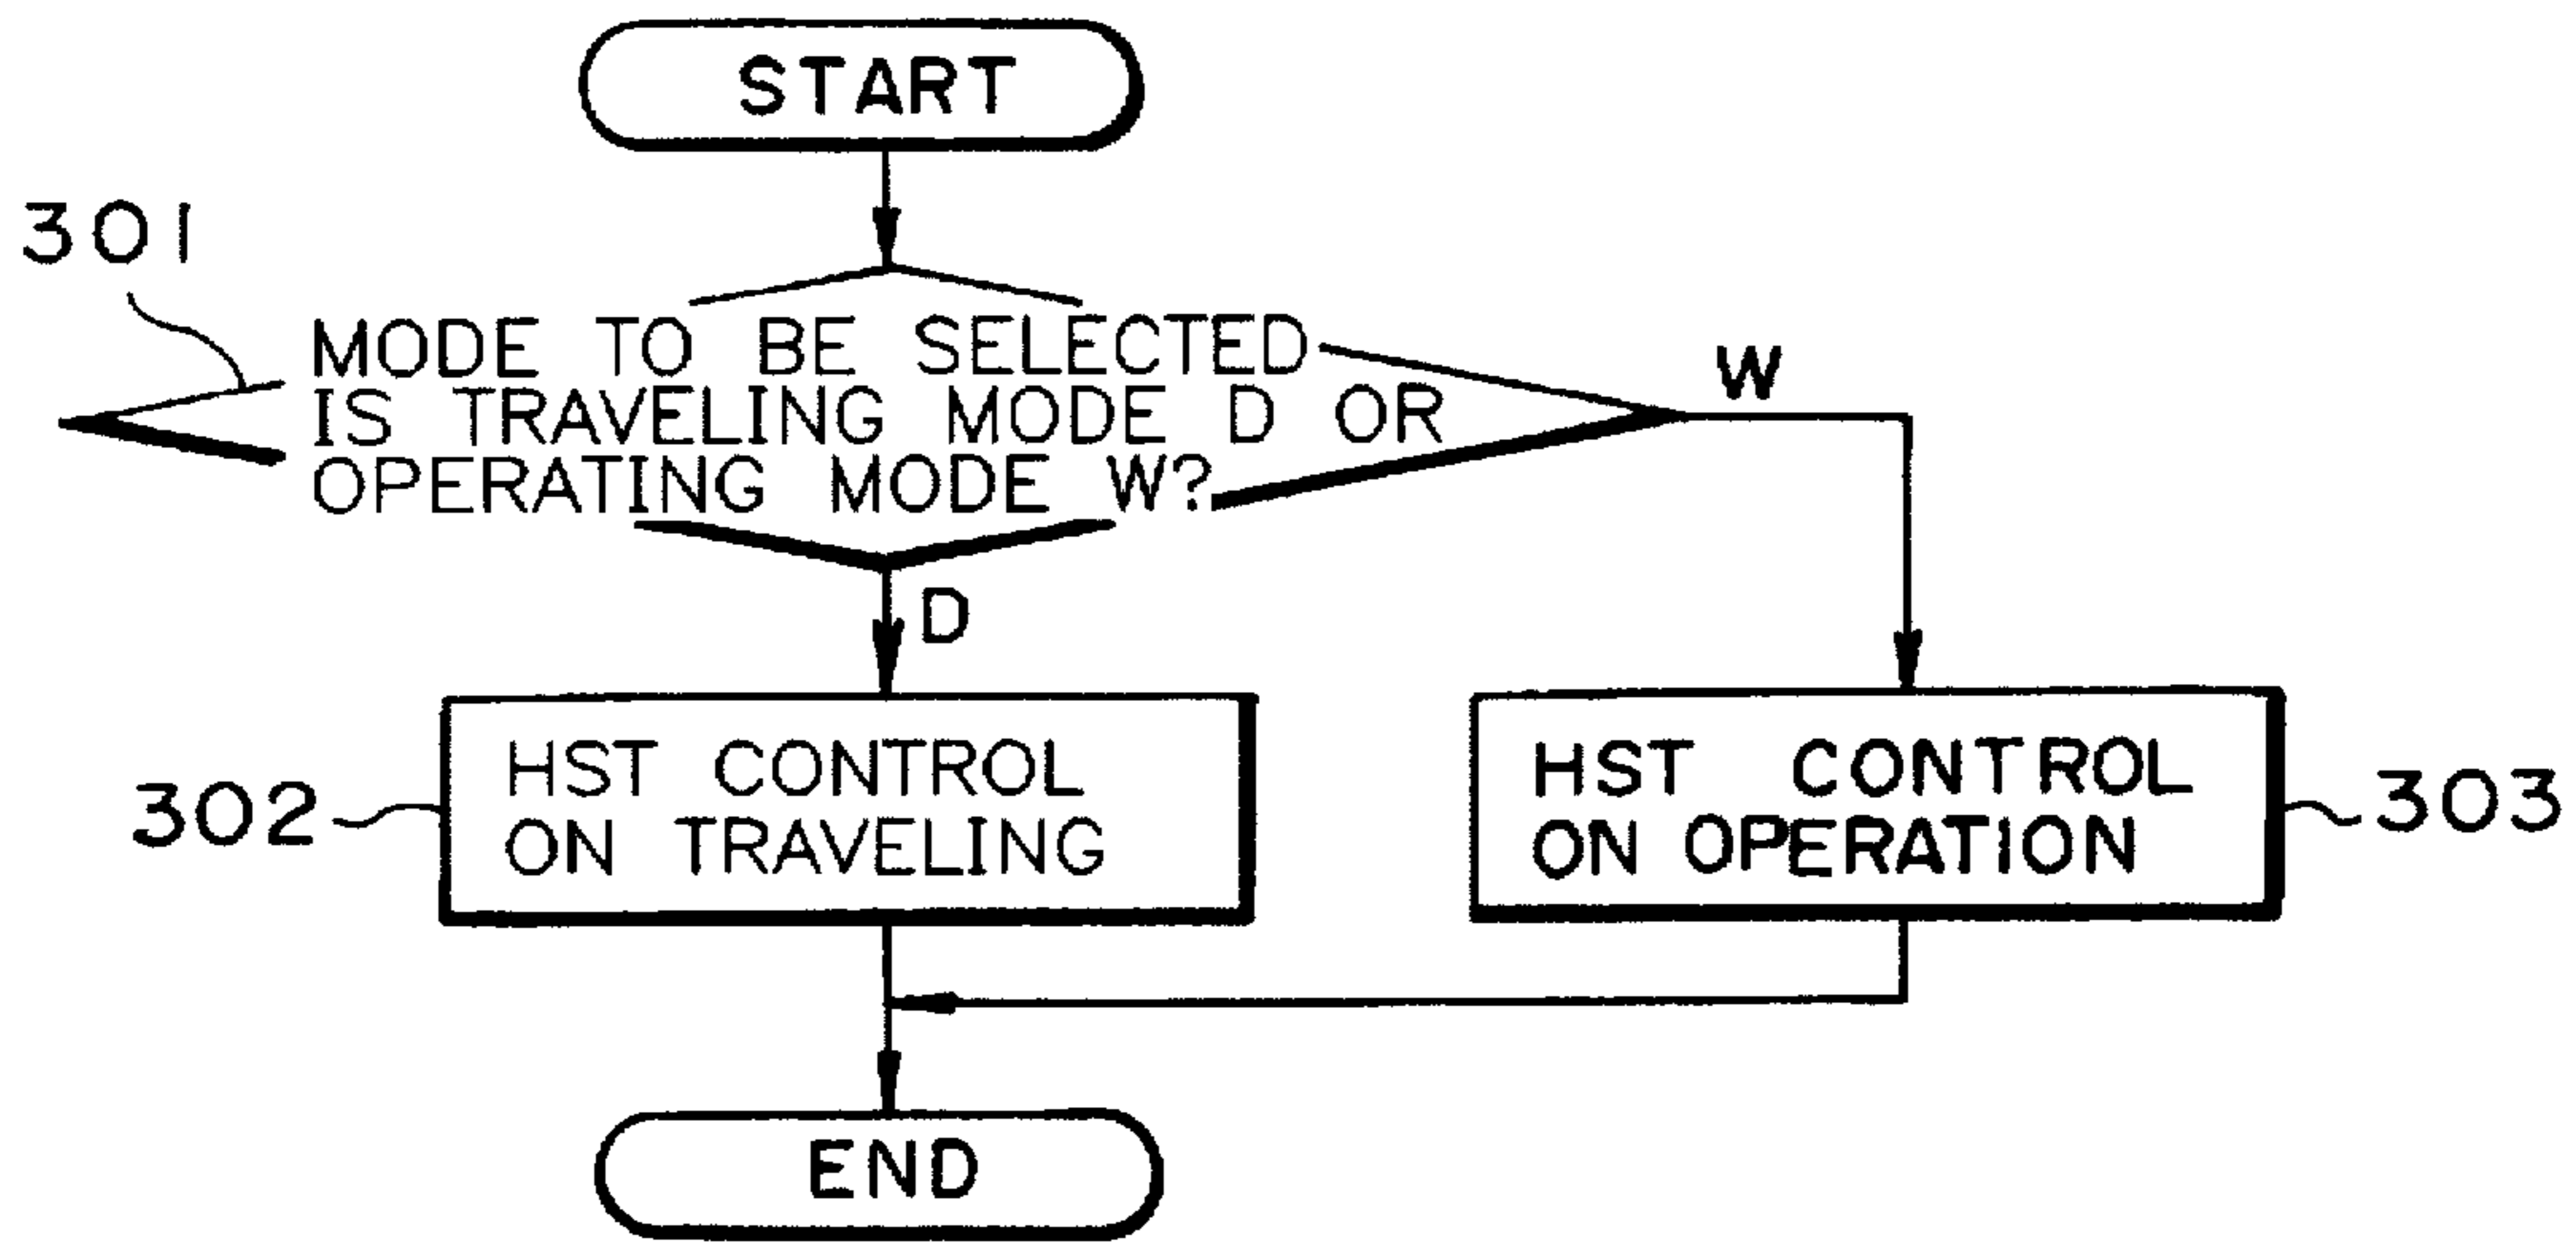 START
301
MODE TO BE SELECTED
IS TRAVELING MODE D OR
OPERATING MODE W?
W
D
302
HST CONTROL
ON TRAVELING
HST CONTROL
ON OPERATION
303
END